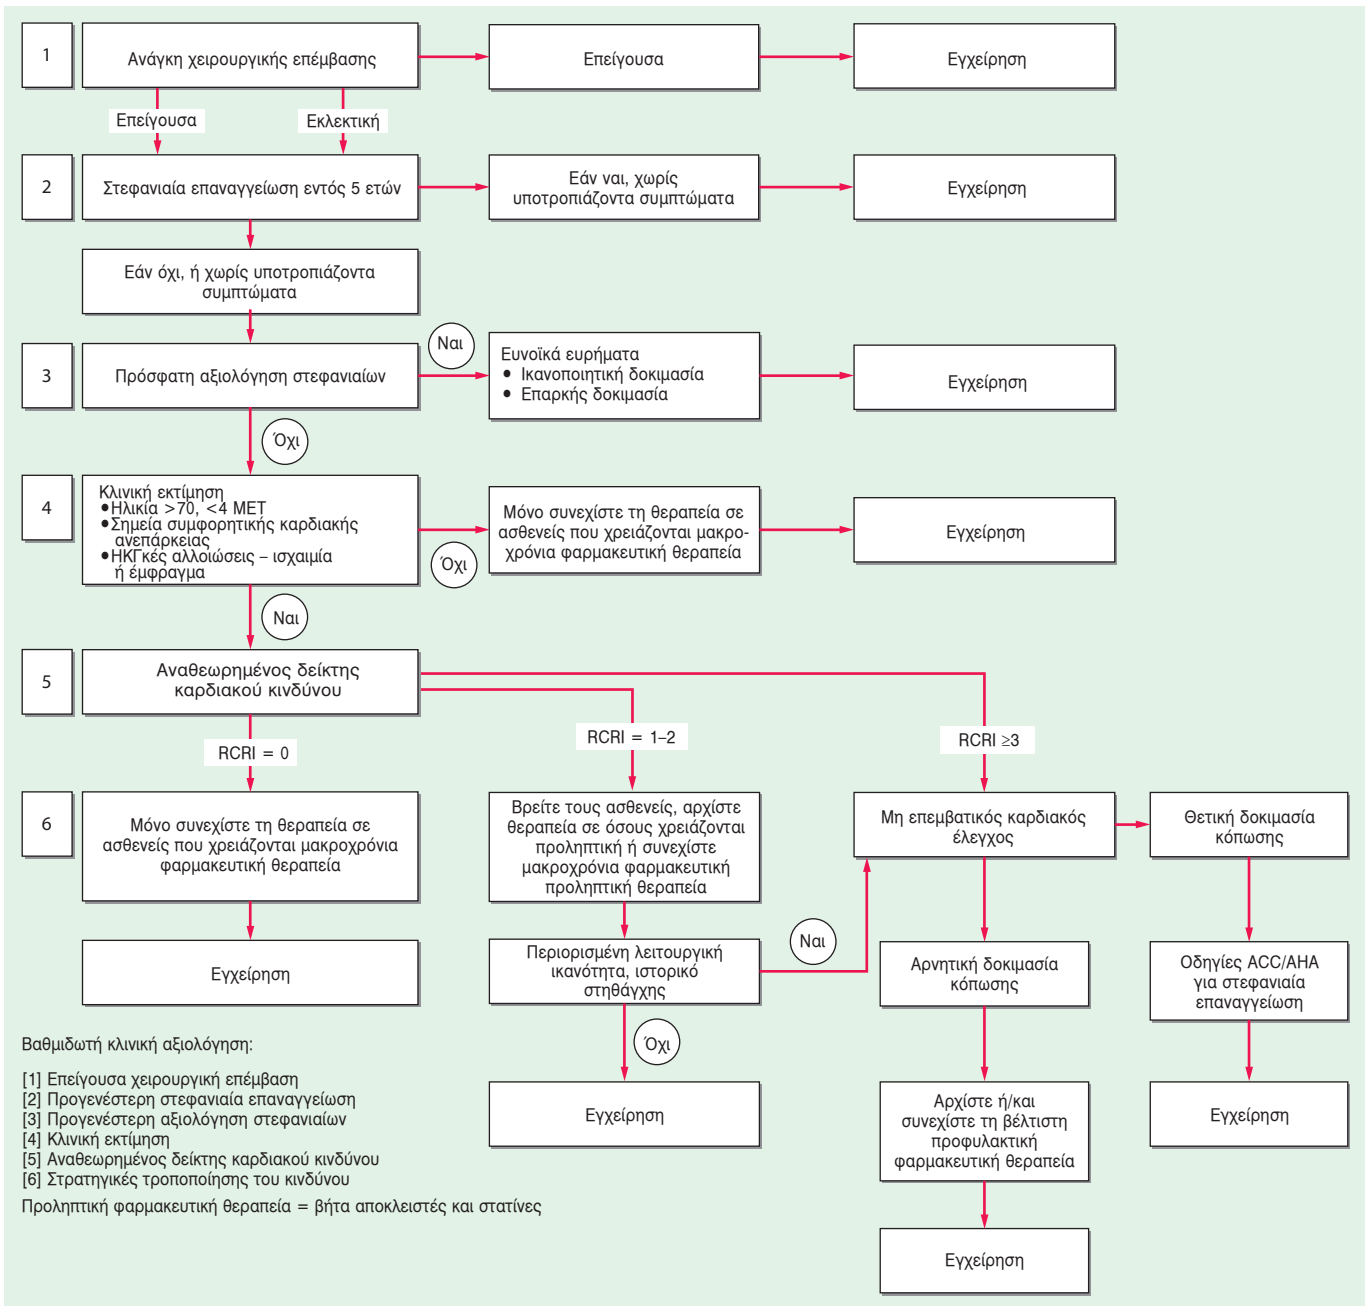 1
Ανάγκη χειρουργικής επέμβασης
Επείγουσα
Εγχείρηση
Επείγουσα
Εκλεκτική
2
Στεφανιαία επαναγγείωση εντός 5 ετών
Εάν ναι, χωρίς
υποτροπιάζοντα συμπτώματα
Εγχείρηση
Εάν όχι, ή χωρίς υποτροπιάζοντα
συμπτώματα
3
Πρόσφατη αξιολόγηση στεφανιαίων
Ναι
Ευνοϊκά ευρήματα
● Ικανοποιητική δοκιμασία
● Επαρκής δοκιμασία
Εγχείρηση
Όχι
4
Κλινική εκτίμηση
●Ηλικία >70, <4 MET
●Σημεία συμφορητικής καρδιακής
ανεπάρκειας
●ΗΚΓκές αλλοιώσεις – ισχαιμία
ή έμφραγμα
Όχι
Μόνο συνεχίστε τη θεραπεία σε
ασθενείς που χρειάζονται μακρο-
χρόνια φαρμακευτική θεραπεία
Εγχείρηση
Ναι
5
Αναθεωρημένος δείκτης
καρδιακού κινδύνου
RCRI = 0
RCRI = 1–2
RCRI ≥3
6
Μόνο συνεχίστε τη θεραπεία σε
ασθενείς που χρειάζονται μακροχρόνια
φαρμακευτική θεραπεία
Βρείτε τους ασθενείς, αρχίστε
θεραπεία σε όσους χρειάζονται
προληπτική ή συνεχίστε
μακροχρόνια φαρμακευτική
προληπτική θεραπεία
Μη επεμβατικός καρδιακός
έλεγχος
Θετική δοκιμασία
κόπωσης
Εγχείρηση
Περιορισμένη λειτουργική
ικανότητα, ιστορικό
στηθάγχης
Ναι
Αρνητική δοκιμασία
κόπωσης
Οδηγίες ACC/AHA
για στεφανιαία
επαναγγείωση
Όχι
Εγχείρηση
Αρχίστε ή/και
συνεχίστε τη βέλτιστη
προφυλακτική
φαρμακευτική θεραπεία
Εγχείρηση
Εγχείρηση
Βαθμιδωτή κλινική αξιολόγηση:
[1] Επείγουσα χειρουργική επέμβαση
[2] Προγενέστερη στεφανιαία επαναγγείωση
[3] Προγενέστερη αξιολόγηση στεφανιαίων
[4] Κλινική εκτίμηση
[5] Αναθεωρημένος δείκτης καρδιακού κινδύνου
[6] Στρατηγικές τροποποίησης του κινδύνου
Προληπτική φαρμακευτική θεραπεία = βήτα αποκλειστές και στατίνες